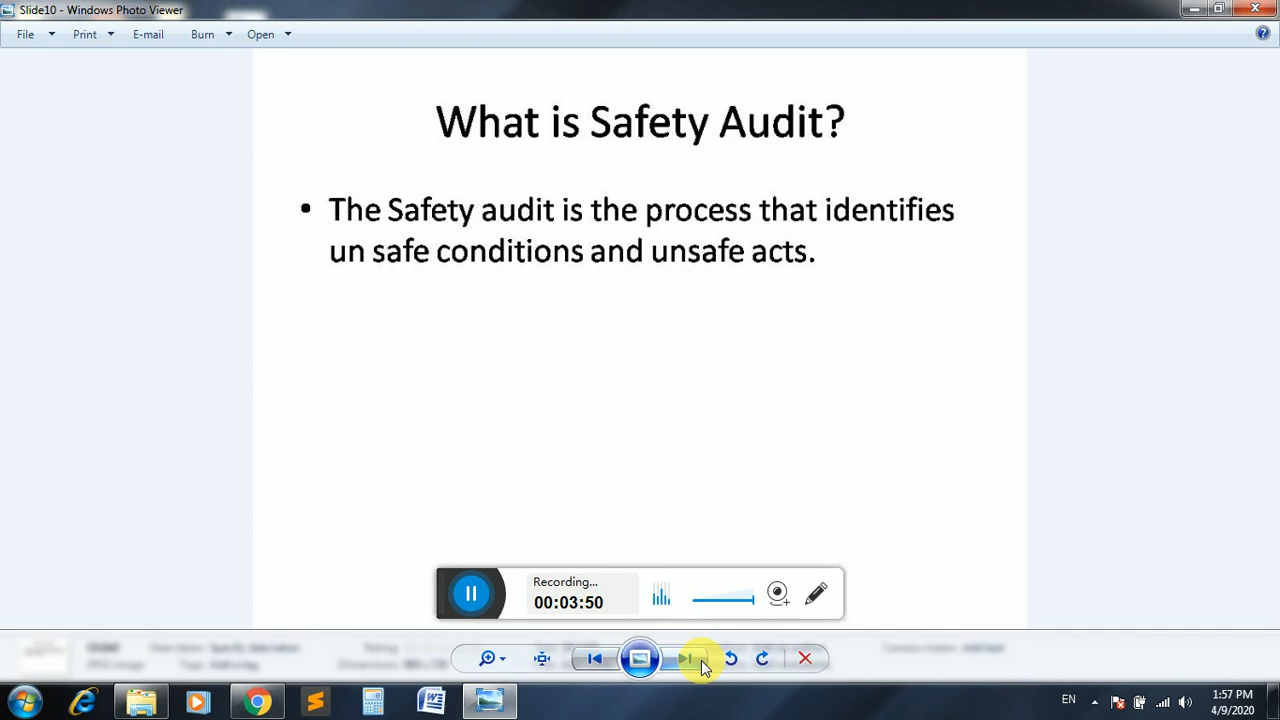 Slide10 - Windows Photo Viewer
File Print E-mail Burn Open
What is Safety Audit?
• The Safety audit is the process that identifies
un safe conditions and unsafe acts.
Recording...
00:03:50
EN
1:57 PM
4/9/2020